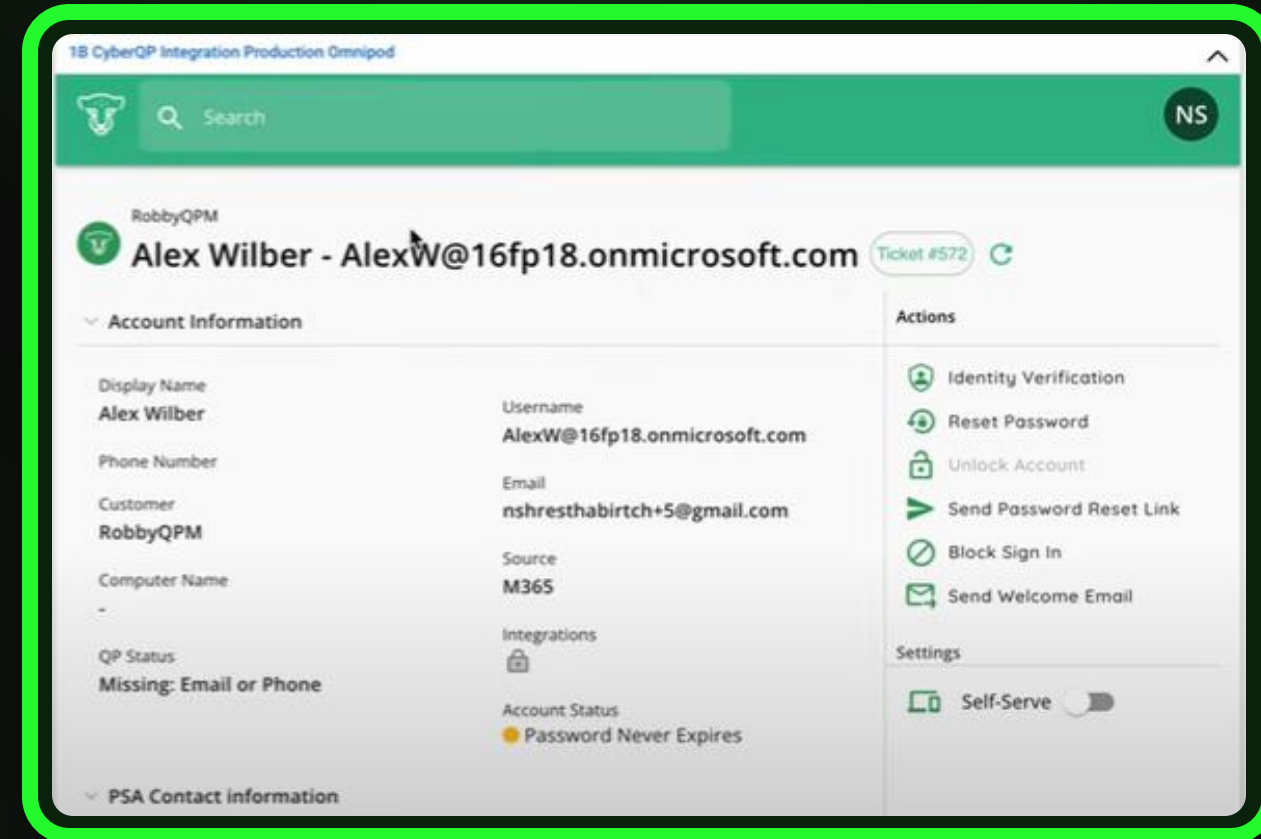 1B CyberQP Integration Production Omnipod
Search
NS
RobbyQPM
Alex Wilber - AlexW@16fp18.onmicrosoft.com
Ticket #572
Account Information
Display Name
Alex Wilber
Phone Number
Customer
RobbyQPM
Computer Name
-
QP Status
Missing: Email or Phone
Username
AlexW@16fp18.onmicrosoft.com
Email
nshresthabirtch+5@gmail.com
Source
M365
Integrations
Account Status
Password Never Expires
PSA Contact information
Actions
Identity Verification
Reset Password
Unlock Account
Send Password Reset Link
Block Sign In
Send Welcome Email
Settings
Self-Serve